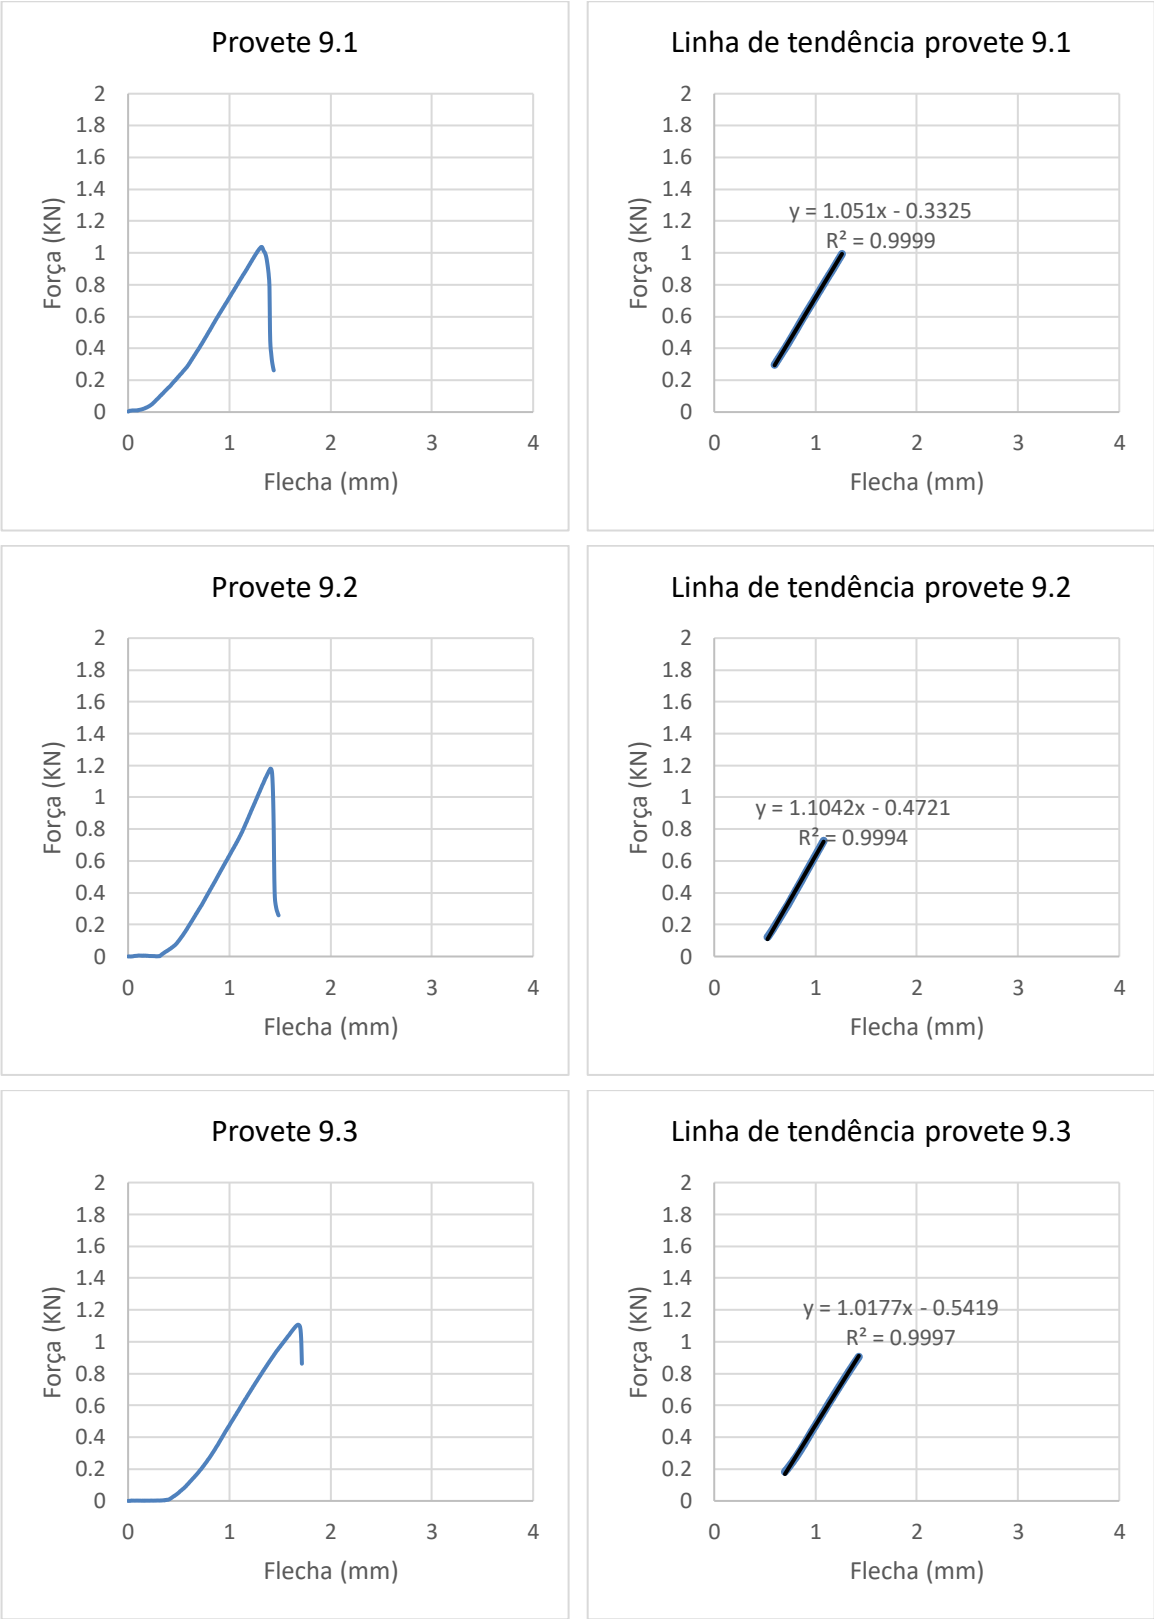 Provete 9.1
2
1.8
1.6
1.4
1.2
1
0.8
0.6
0.4
0.2
0
0 1 2 3 4
Força (KN)
Flecha (mm)
Linha de tendência provete 9.1
2
1.8
1.6
1.4
1.2
1
0.8
0.6
0.4
0.2
0
0 1 2 3 4
Força (KN)
Flecha (mm)
y = 1.051x - 0.3325
R² = 0.9999
Provete 9.2
2
1.8
1.6
1.4
1.2
1
0.8
0.6
0.4
0.2
0
0 1 2 3 4
Força (KN)
Flecha (mm)
Linha de tendência provete 9.2
2
1.8
1.6
1.4
1.2
1
0.8
0.6
0.4
0.2
0
0 1 2 3 4
Força (KN)
Flecha (mm)
y = 1.1042x - 0.4721
R² = 0.9994
Provete 9.3
2
1.8
1.6
1.4
1.2
1
0.8
0.6
0.4
0.2
0
0 1 2 3 4
Força (KN)
Flecha (mm)
Linha de tendência provete 9.3
2
1.8
1.6
1.4
1.2
1
0.8
0.6
0.4
0.2
0
0 1 2 3 4
Força (KN)
Flecha (mm)
y = 1.0177x - 0.5419
R² = 0.9997